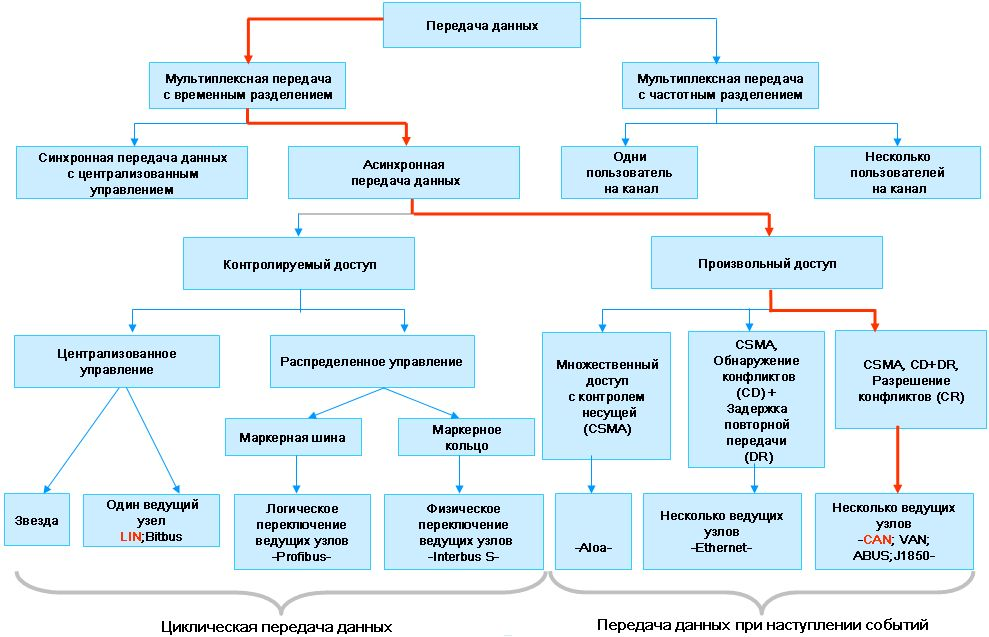 Передача данных
Мультиплексная передача
с временным разделением
Мультиплексная передача
с частотным разделением
Синхронная передача данных
с централизованным
управлением
Асинхронная
передача данных
Одни
пользователь
на канал
Несколько
пользователей
на канал
Контролируемый доступ
Произвольный доступ
Централизованное
управление
Распределенное управление
Множественный
доступ
с контролем
несущей
(CSMA)
CSMA,
Обнаружение
конфликтов
(CD) +
Задержка
повторной
передачи
(DR)
CSMA, CD+DR,
Разрешение
конфликтов (CR)
Маркерная шина
Маркерное
кольцо
Звезда
Один ведущий
узел
LIN;Bitbus
Логическое
переключение
ведущих узлов
-Profibus-
Физическое
переключение
ведущих узлов
-Interbus S-
-Aloa-
Несколько ведущих
узлов
-Ethernet-
Несколько ведущих
узлов
-CAN; VAN;
ABUS;J1850-
Циклическая передача данных
Передача данных при наступлении событий